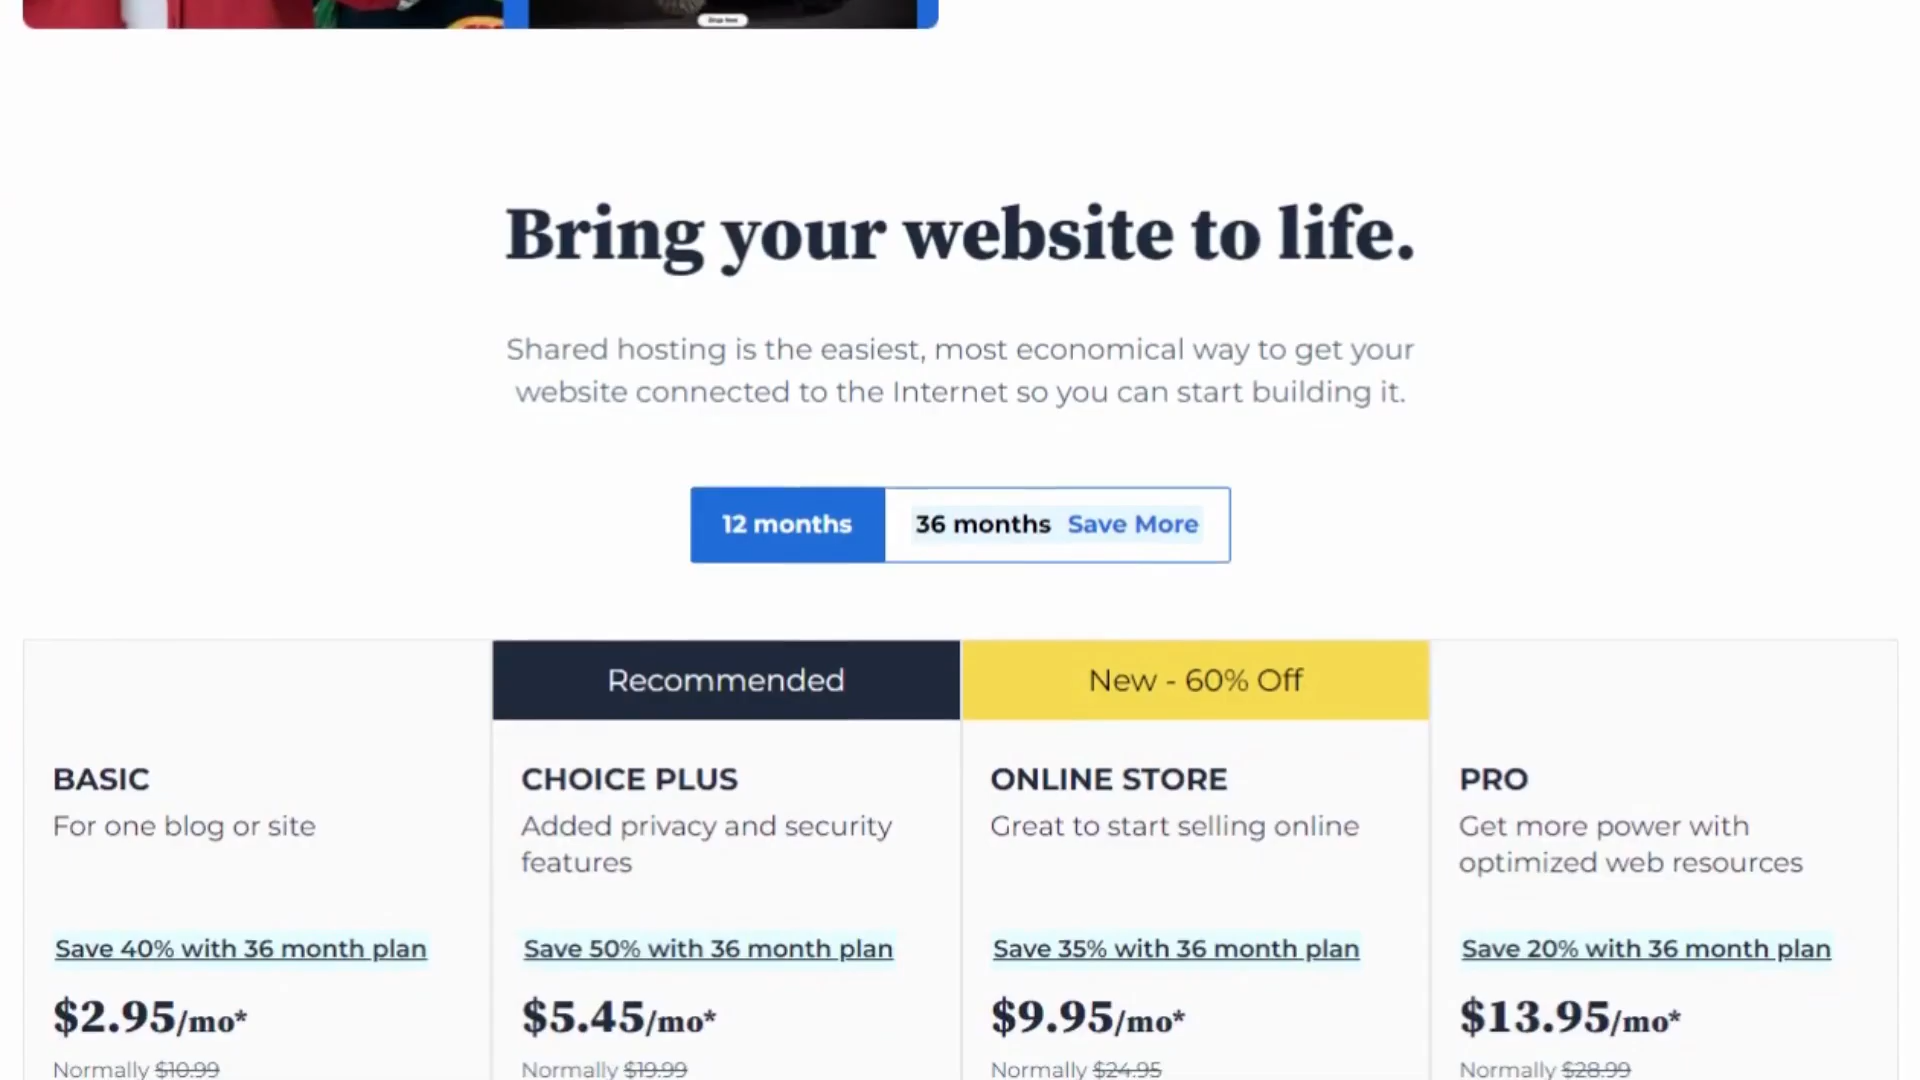 Shop Now
Bring your website to life.
Shared hosting is the easiest, most economical way to get your
website connected to the Internet so you can start building it.
12 months
36 months Save More
Recommended
New - 60% Off
BASIC
For one blog or site
Save 40% with 36 month plan
$2.95/mo*
Normally $10.99
CHOICE PLUS
Added privacy and security
features
Save 50% with 36 month plan
$5.45/mo*
Normally $19.99
ONLINE STORE
Great to start selling online
Save 35% with 36 month plan
$9.95/mo*
Normally $24.95
PRO
Get more power with
optimized web resources
Save 20% with 36 month plan
$13.95/mo*
Normally $28.99